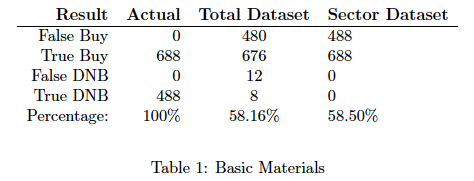 Result Actual Total Dataset Sector Dataset
False Buy 0 480 488
True Buy 688 676 688
False DNB 0 12 0
True DNB 488 8 0
Percentage: 100% 58.16% 58.50%
Table 1: Basic Materials